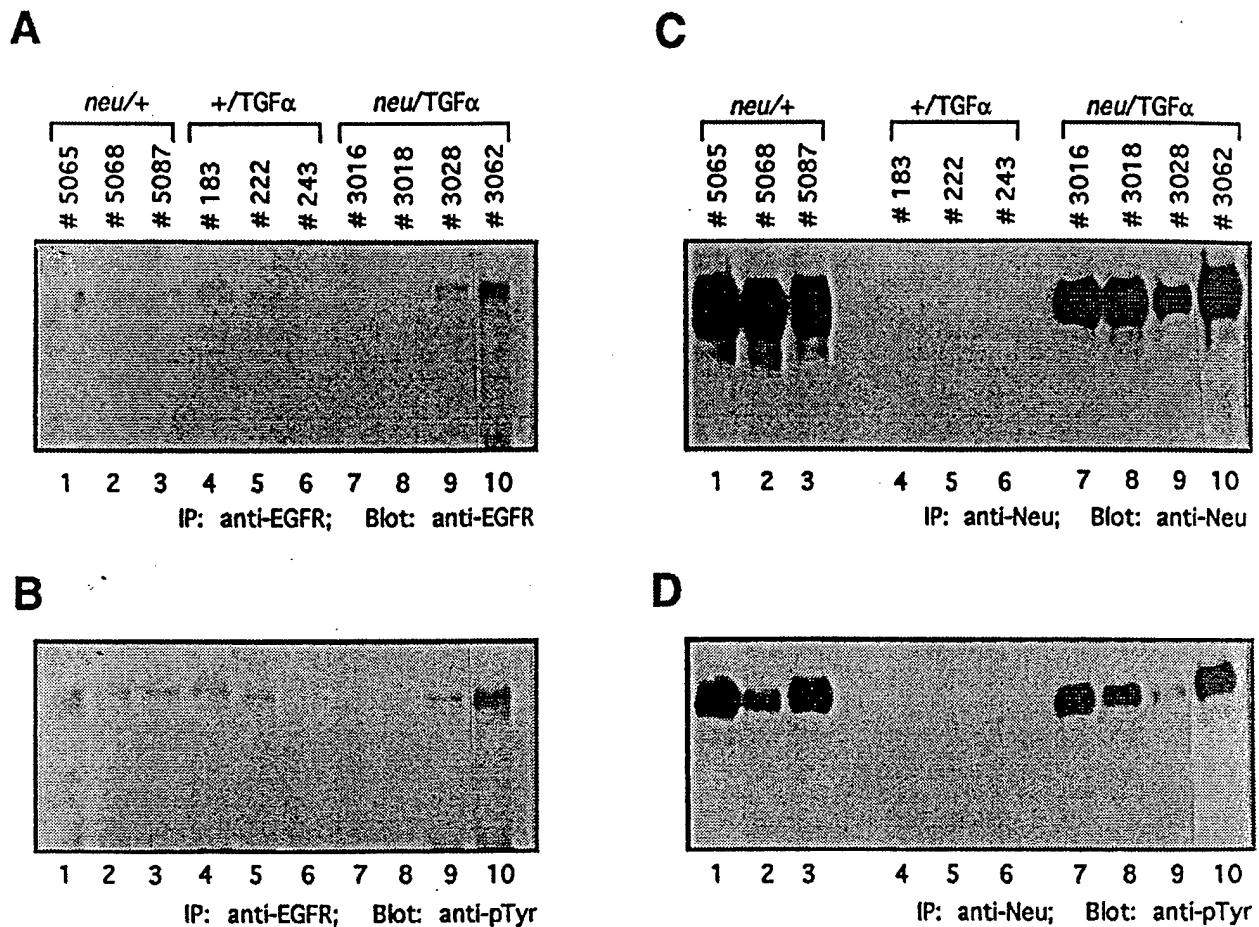 A
neu/+ +/TGFα neu/TGFα
# 5065 # 5068 # 5087 # 183 # 222 # 243 # 3016 # 3018 # 3028 # 3062
1 2 3 4 5 6 7 8 9 10
IP: anti-EGFR; Blot: anti-EGFR
B
1 2 3 4 5 6 7 8 9 10
IP: anti-EGFR; Blot: anti-pTyr
C
neu/+ +/TGFα neu/TGFα
# 5065 # 5068 # 5087 # 183 # 222 # 243 # 3016 # 3018 # 3028 # 3062
1 2 3 4 5 6 7 8 9 10
IP: anti-Neu; Blot: anti-Neu
D
1 2 3 4 5 6 7 8 9 10
IP: anti-Neu; Blot: anti-pTyr